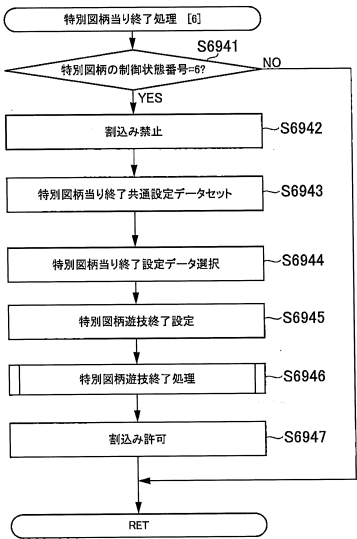 特別図柄当り終了処理 [6]
S6941
特別図柄の制御状態番号=6?
NO
YES
割込み禁止
S6942
特別図柄当り終了共通設定データセット
S6943
特別図柄当り終了設定データ選択
S6944
特別図柄遊技終了設定
S6945
特別図柄遊技終了処理
S6946
割込み許可
S6947
RET